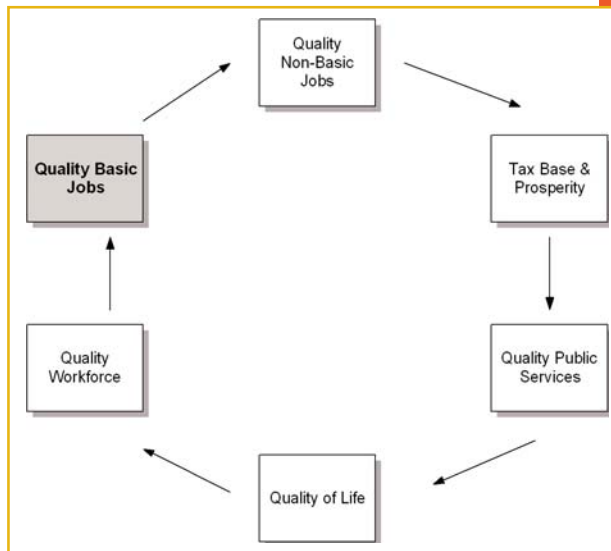 Quality
Non-Basic
Jobs
Quality Basic
Jobs
Tax Base &
Prosperity
Quality
Workforce
Quality Public
Services
Quality of Life